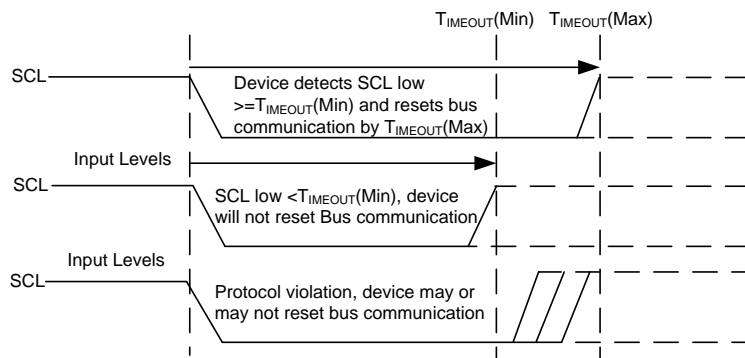 TIMEOUT(Min) TIMEOUT(Max)
SCL
Device detects SCL low
>=TIMEOUT(Min) and resets bus
communication by TIMEOUT(Max)
Input Levels
SCL
SCL low <TIMEOUT(Min), device
will not reset Bus communication
Input Levels
SCL
Protocol violation, device may or
may not reset bus communication